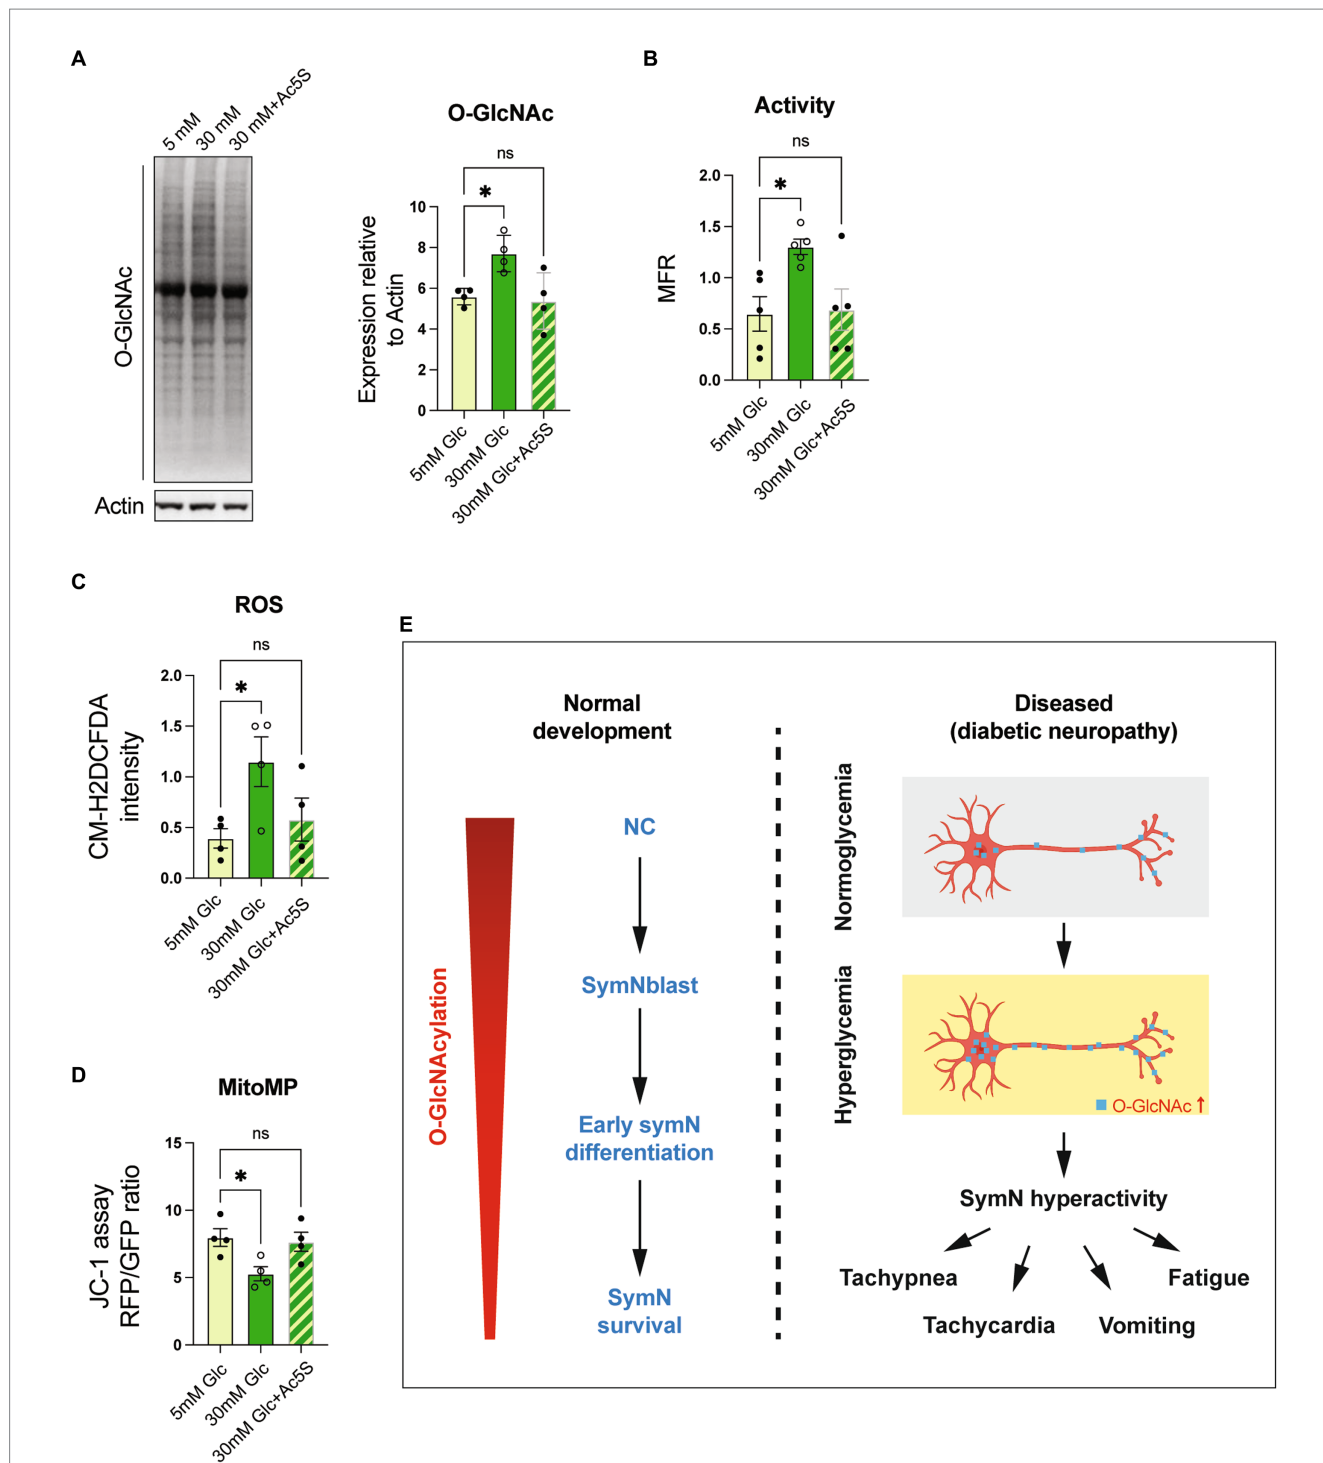 A
5 mM
30 mM
30 mM+Ac5S
O-GlcNAc
Actin
O-GlcNAc
ns
*
Expression relative
to Actin
10
8
6
4
2
0
5mM Glc
30mM Glc
30mM Glc+Ac5S
B
Activity
ns
*
MFR
2.0
1.5
1.0
0.5
0.0
5mM Glc
30mM Glc
30mM Glc+Ac5S
C
ROS
ns
*
CM-H2DCFDA
intensity
2.0
1.5
1.0
0.5
0.0
5mM Glc
30mM Glc
30mM Glc+Ac5S
D
MitoMP
ns
*
JC-1 assay
RFP/GFP ratio
15
10
5
0
5mM Glc
30mM Glc
30mM Glc+Ac5S
E
Normal
development
O-GlcNAcylation
NC
SymNblast
Early symN
differentiation
SymN
survival
Diseased
(diabetic neuropathy)
Normoglycemia
Hyperglycemia
O-GlcNAc ↑
SymN hyperactivity
Tachypnea
Fatigue
Tachycardia
Vomiting